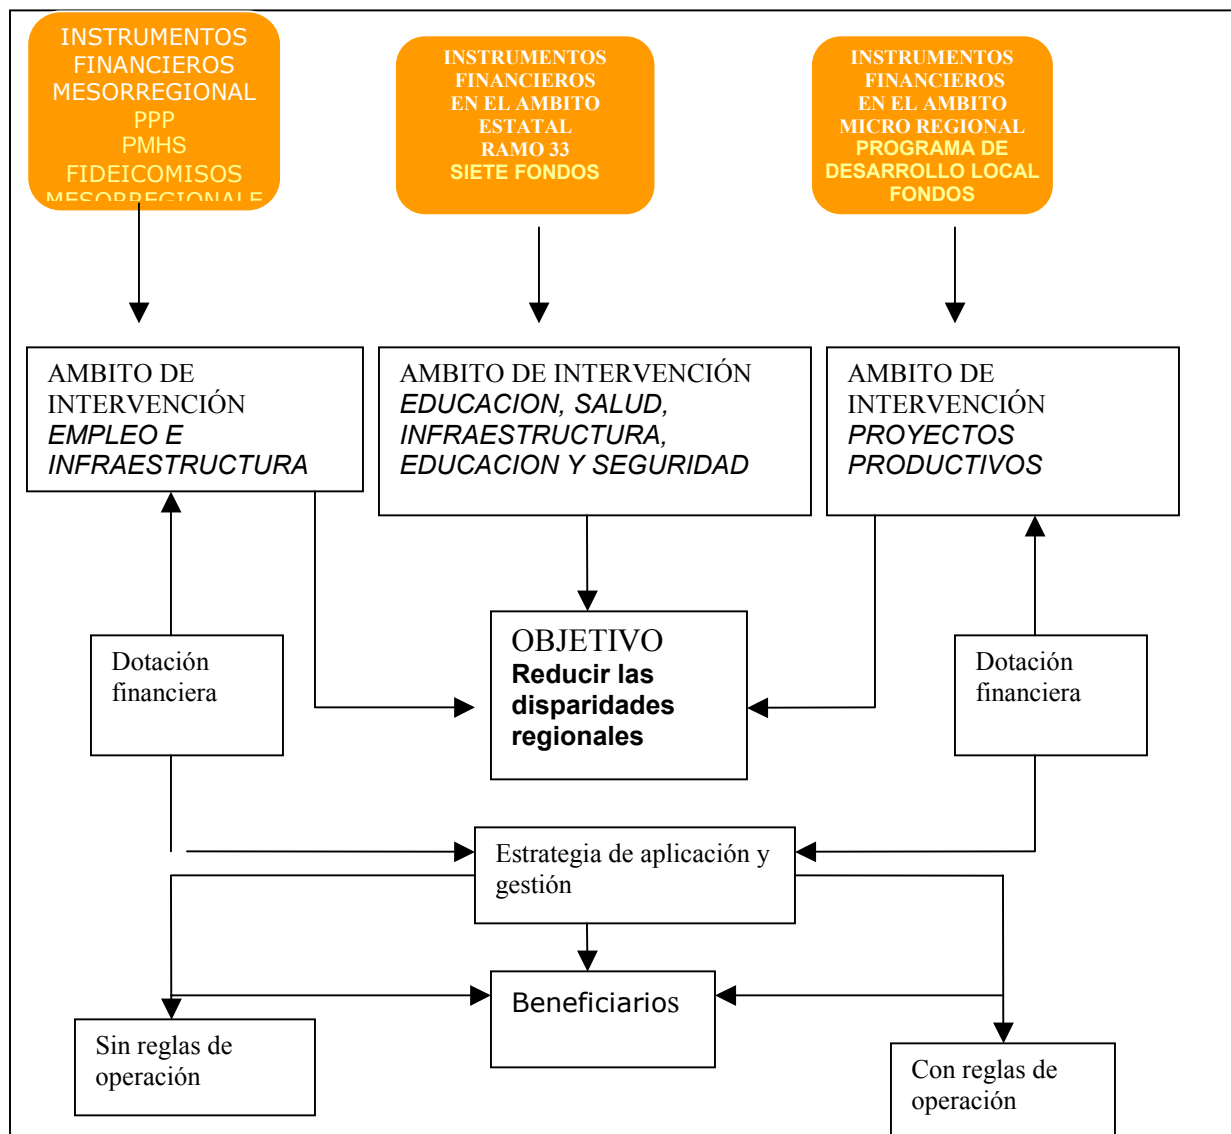 INSTRUMENTOS
FINANCIEROS
MESORREGIONAL
PPP
PMHS
FIDEICOMISOS
MESORREGIONALE
INSTRUMENTOS
FINANCIEROS
EN EL AMBITO
ESTATAL
RAMO 33
SIETE FONDOS
INSTRUMENTOS
FINANCIEROS
EN EL AMBITO
MICRO REGIONAL
PROGRAMA DE
DESARROLLO LOCAL
FONDOS
AMBITO DE
INTERVENCIÓN
EMPLEO E
INFRAESTRUCTURA
AMBITO DE INTERVENCIÓN
EDUCACION, SALUD,
INFRAESTRUCTURA,
EDUCACION Y SEGURIDAD
AMBITO DE
INTERVENCIÓN
PROYECTOS
PRODUCTIVOS
Dotación
financiera
OBJETIVO
Reducir las
disparidades
regionales
Dotación
financiera
Estrategia de aplicación y
gestión
Beneficiarios
Sin reglas de
operación
Con reglas de
operación